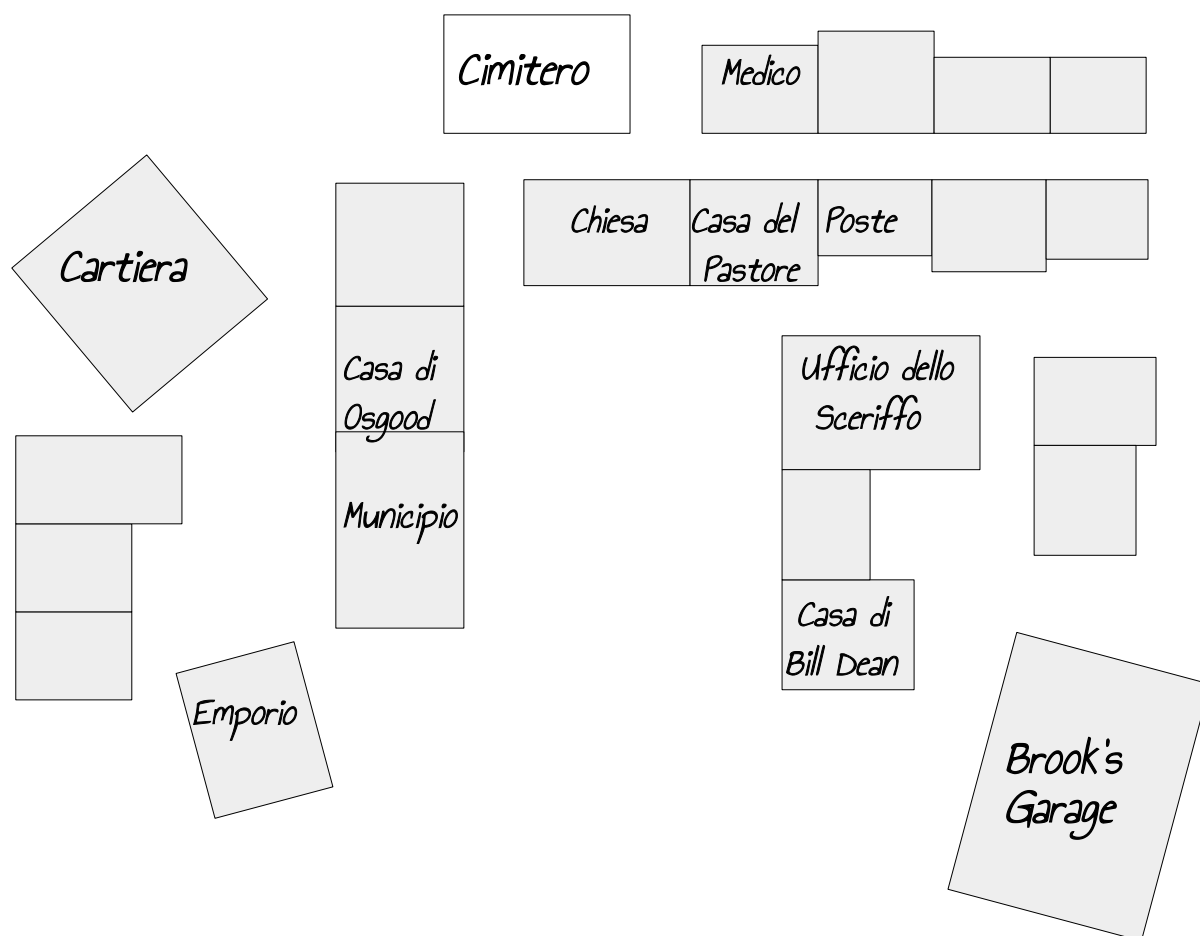 Cimitero
Medico
Chiesa
Casa del
Pastore
Poste
Cartiera
Casa di
Osgood
Ufficio dello
Sceriffo
Municipio
Casa di
Bill Dean
Emporio
Brook's
Garage